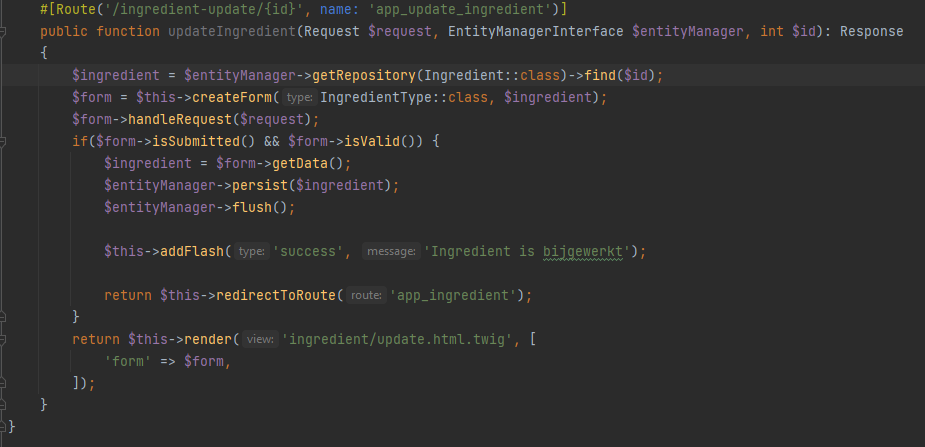 #[Route('/ingredient-update/{id}', name: 'app_update_ingredient')]
public function updateIngredient(Request $request, EntityManagerInterface $entityManager, int $id): Response
{
$ingredient = $entityManager->getRepository(Ingredient::class)->find($id);
$form = $this->createForm( type: IngredientType::class, $ingredient);
$form->handleRequest($request);
if($form->isSubmitted() && $form->isValid()) {
$ingredient = $form->getData();
$entityManager->persist($ingredient);
$entityManager->flush();
$this->addFlash( type: 'success', message: 'Ingredient is bijgewerkt');
return $this->redirectToRoute( route: 'app_ingredient');
}
return $this->render( view: 'ingredient/update.html.twig', [
'form' => $form,
]);
}
}